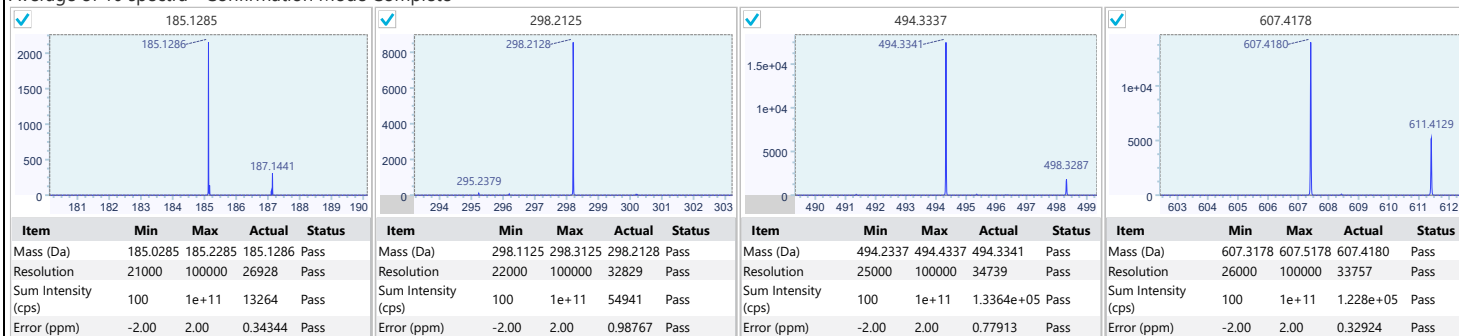 185.1285
298.2125
494.3337
607.4178
2000
1500
1000
500
0
185.1286
187.1441
181 182 183 184 185 186 187 188 189 190
8000
6000
4000
2000
0
298.2128
295.2379
294 295 296 297 298 299 300 301 302 303
1.5e+04
1e+04
5000
0
494.3341
498.3287
490 491 492 493 494 495 496 497 498 499
1e+04
5000
0
607.4180
611.4129
603 604 605 606 607 608 609 610 611 612
Item Min Max Actual Status
Mass (Da) 185.0285 185.2285 185.1286 Pass
Resolution 21000 100000 26928 Pass
Sum Intensity (cps) 100 1e+11 13264 Pass
Error (ppm) -2.00 2.00 0.34344 Pass
Item Min Max Actual Status
Mass (Da) 298.1125 298.3125 298.2128 Pass
Resolution 22000 100000 32829 Pass
Sum Intensity (cps) 100 1e+11 54941 Pass
Error (ppm) -2.00 2.00 0.98767 Pass
Item Min Max Actual Status
Mass (Da) 494.2337 494.4337 494.3341 Pass
Resolution 25000 100000 34739 Pass
Sum Intensity (cps) 100 1e+11 1.3364e+05 Pass
Error (ppm) -2.00 2.00 0.77913 Pass
Item Min Max Actual Status
Mass (Da) 607.3178 607.5178 607.4180 Pass
Resolution 26000 100000 33757 Pass
Sum Intensity (cps) 100 1e+11 1.228e+05 Pass
Error (ppm) -2.00 2.00 0.32924 Pass